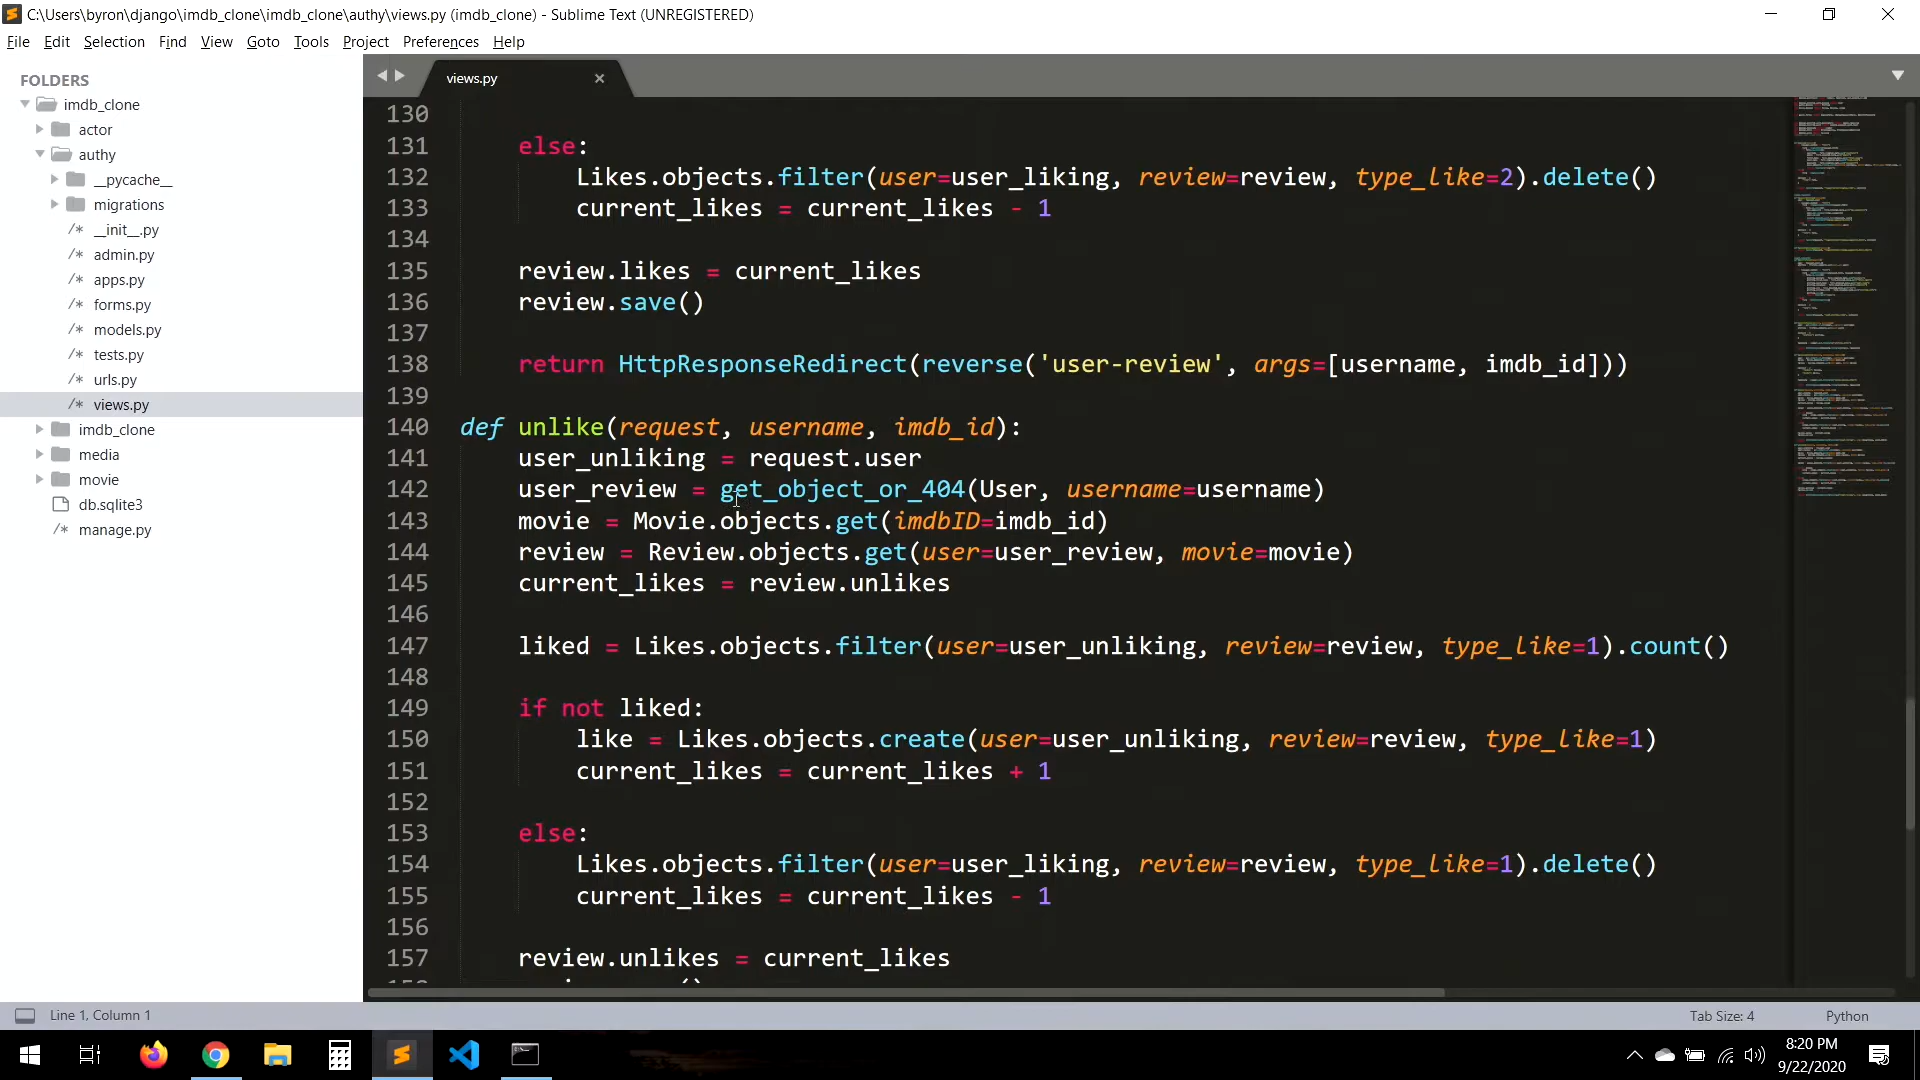 C:\Users\byron\django\imdb_clone\imdb_clone\authy\views.py (imdb_clone) - Sublime Text (UNREGISTERED)
File Edit Selection Find View Goto Tools Project Preferences Help
FOLDERS
imdb_clone
actor
authy
__pycache__
migrations
/* __init__.py
/* admin.py
/* apps.py
/* forms.py
/* models.py
/* tests.py
/* urls.py
/* views.py
imdb_clone
media
movie
db.sqlite3
/* manage.py
views.py ×
130
131 else:
132 Likes.objects.filter(user=user_liking, review=review, type_like=2).delete()
133 current_likes = current_likes - 1
134
135 review.likes = current_likes
136 review.save()
137
138 return HttpResponseRedirect(reverse('user-review', args=[username, imdb_id]))
139
140 def unlike(request, username, imdb_id):
141 user_unliking = request.user
142 user_review = get_object_or_404(User, username=username)
143 movie = Movie.objects.get(imdbID=imdb_id)
144 review = Review.objects.get(user=user_review, movie=movie)
145 current_likes = review.unlikes
146
147 liked = Likes.objects.filter(user=user_unliking, review=review, type_like=1).count()
148
149 if not liked:
150 like = Likes.objects.create(user=user_unliking, review=review, type_like=1)
151 current_likes = current_likes + 1
152
153 else:
154 Likes.objects.filter(user=user_liking, review=review, type_like=1).delete()
155 current_likes = current_likes - 1
156
157 review.unlikes = current_likes
Line 1, Column 1
Tab Size: 4
Python
8:20 PM
9/22/2020